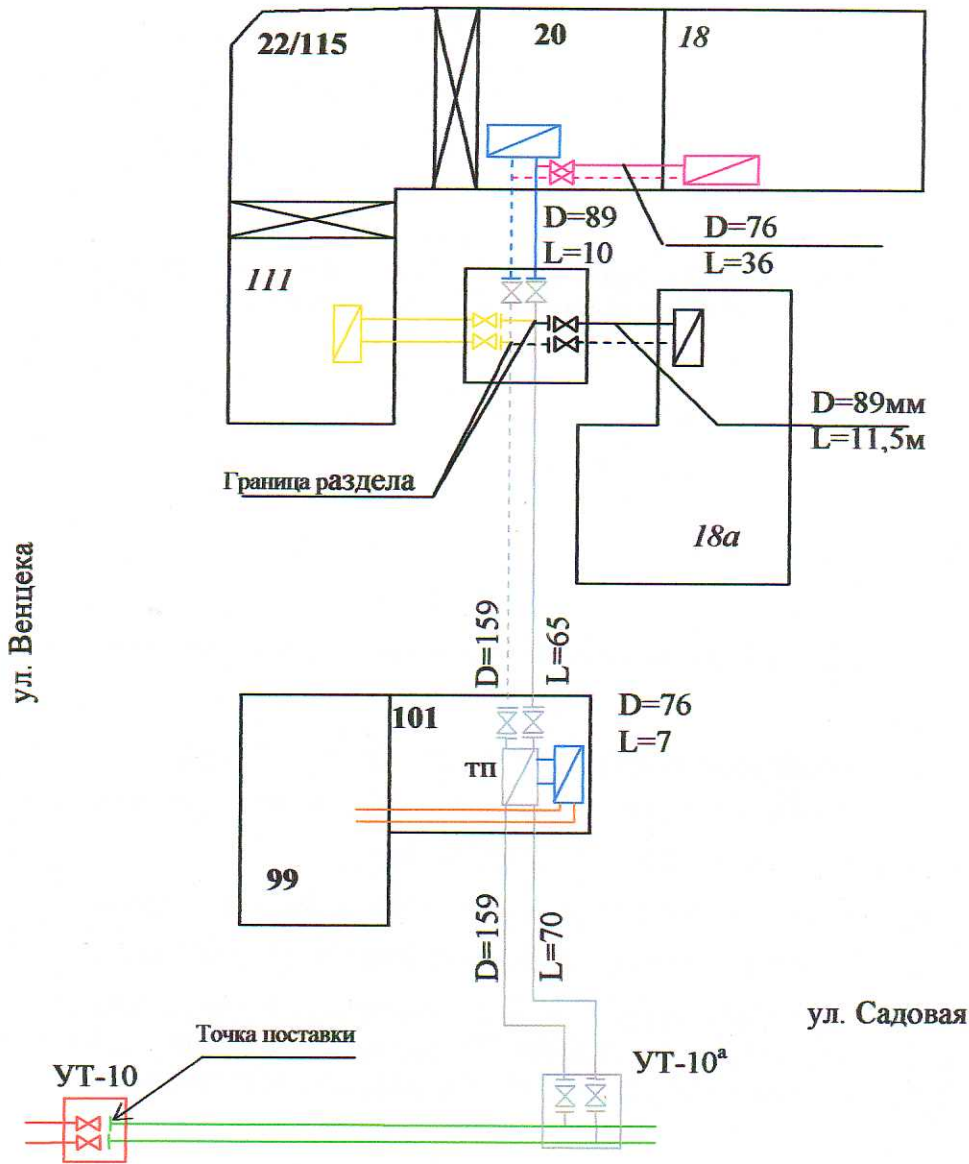 22/115
20
18
D=89
L=10
D=76
L=36
111
D=89мм
L=11,5м
Граница раздела
18а
ул. Венцека
D=159
L=65
101
D=76
L=7
ТП
99
D=159
L=70
ул. Садовая
Точка поставки
УТ-10
УТ-10ª